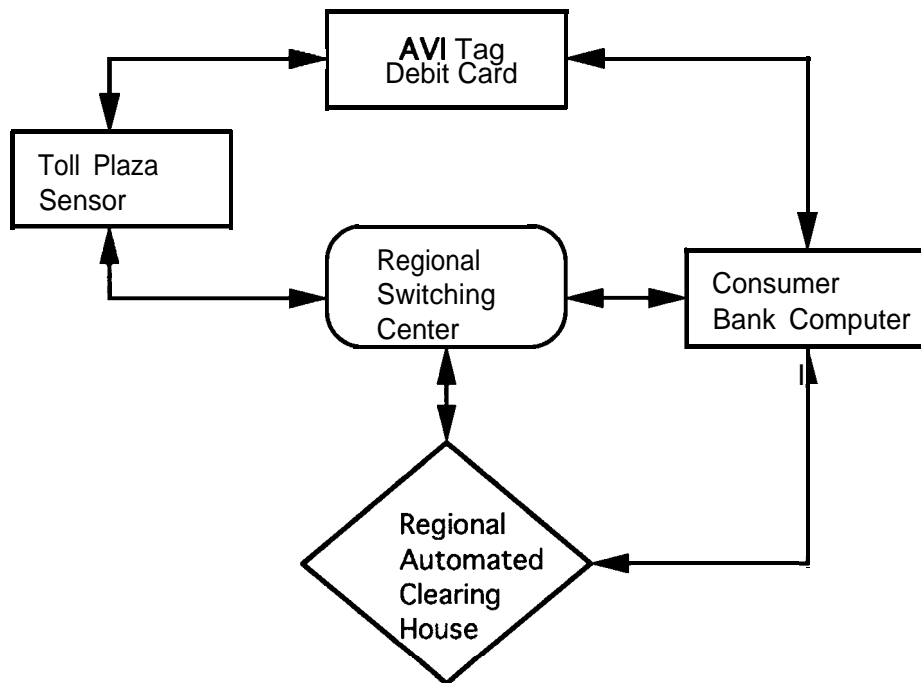 AVI Tag
Debit Card
Toll Plaza
Sensor
Regional
Switching
Center
Consumer
Bank Computer
Regional
Automated
Clearing
House